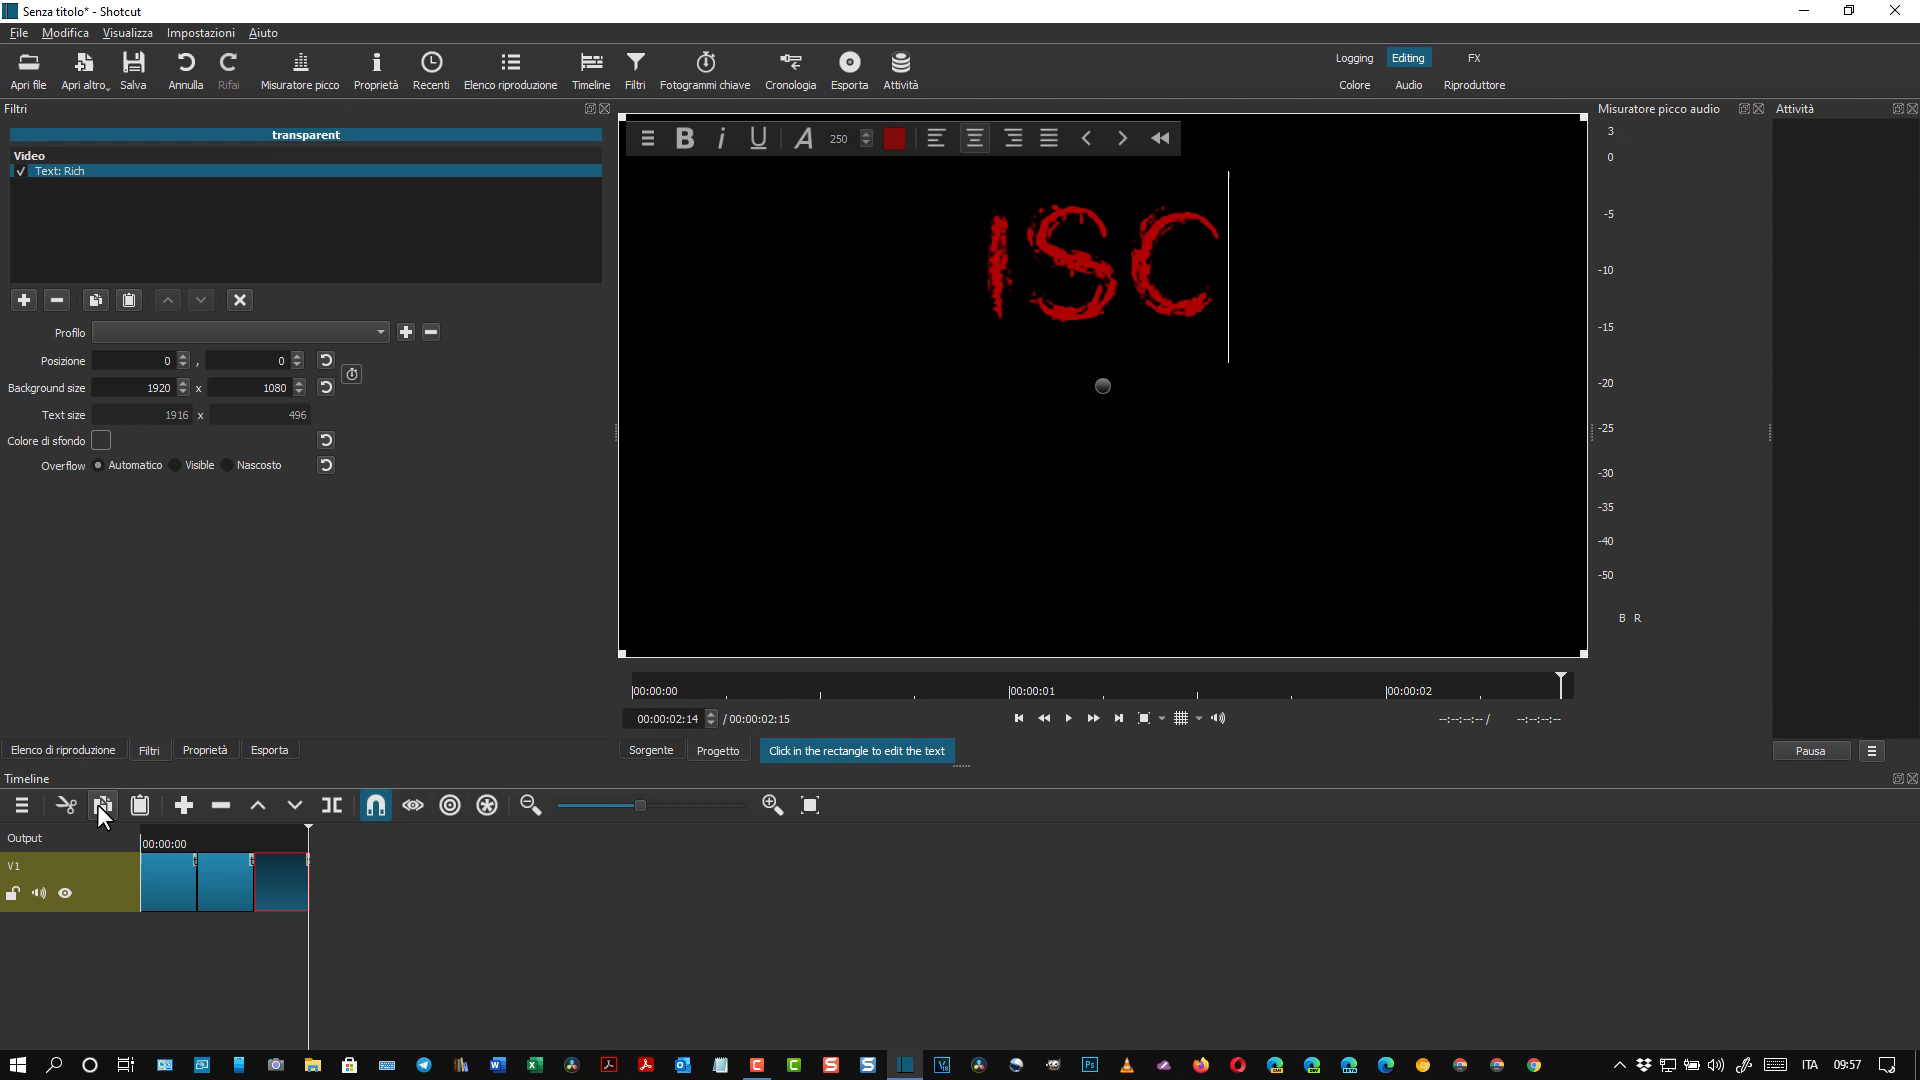 Senza titolo* - Shotcut
File Modifica Visualizza Impostazioni Aiuto
Apri file Apri altro.. Salva Annulla Rifai Misuratore picco Proprietà Recenti Elenco riproduzione Timeline Filtri Fotogrammi chiave Cronologia Esporta Attività
Logging Editing FX
Colore Audio Riproduttore
Filtri
transparent
Video
Text: Rich
Profilo
Posizione 0 , 0
Background size 1920 x 1080
Text size 1916 x 496
Colore di sfondo
Overflow Automatico Visible Nascosto
B i U A 250
ISC
00:00:00 00:00:01 00:00:02
00:00:02:14 / 00:00:02:15
--:--:--:-- / --:--:--:--
Elenco di riproduzione Filtri Proprietà Esporta
Sorgente Progetto Click in the rectangle to edit the text
Misuratore picco audio
3
0
-5
-10
-15
-20
-25
-30
-35
-40
-50
B R
Attività
Pausa
Timeline
Output
00:00:00
V1
ITA 09:57